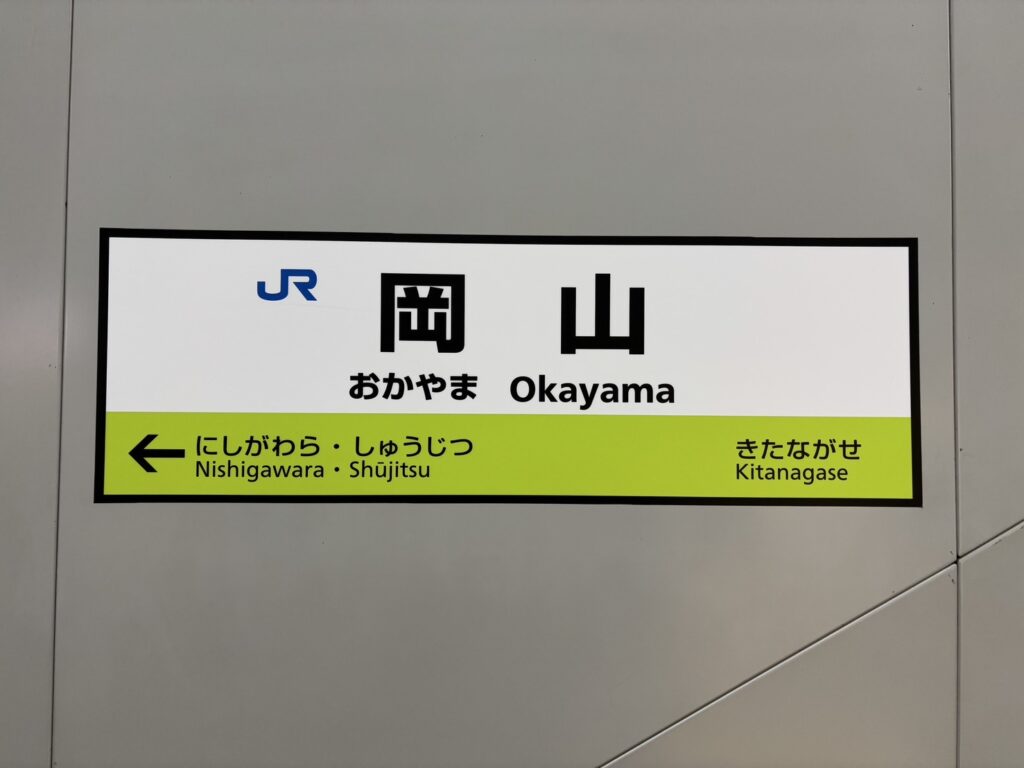 JR 岡山
おかやま Okayama
← にしがわら・しゅうじつ きたながせ
Nishigawara・Shūjitsu Kitanagase